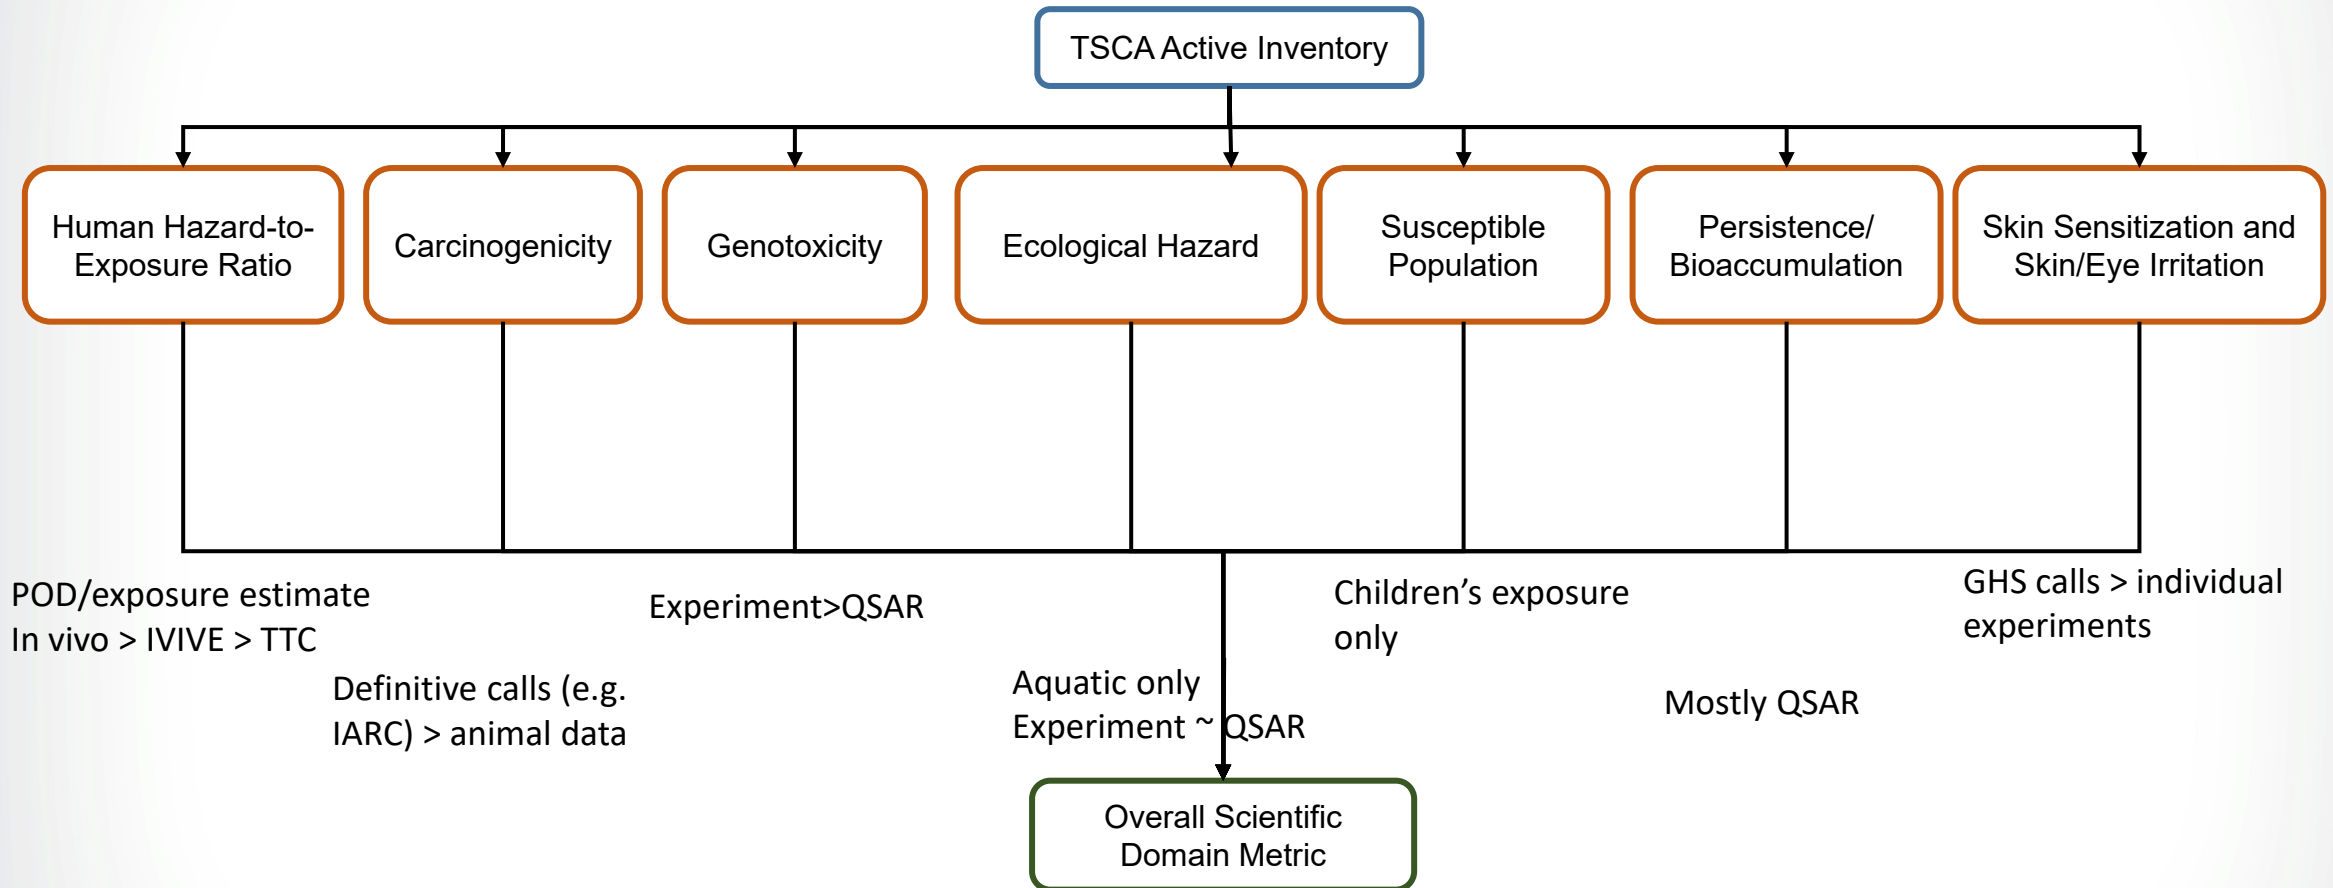 TSCA Active Inventory
Human Hazard-to-
Exposure Ratio
Carcinogenicity
Genotoxicity
Ecological Hazard
Susceptible
Population
Persistence/
Bioaccumulation
Skin Sensitization and
Skin/Eye Irritation
POD/exposure estimate
In vivo > IVIVE > TTC
Definitive calls (e.g.
IARC) > animal data
Experiment>QSAR
Aquatic only
Experiment ~ QSAR
Children’s exposure
only
Mostly QSAR
GHS calls > individual
experiments
Overall Scientific
Domain Metric